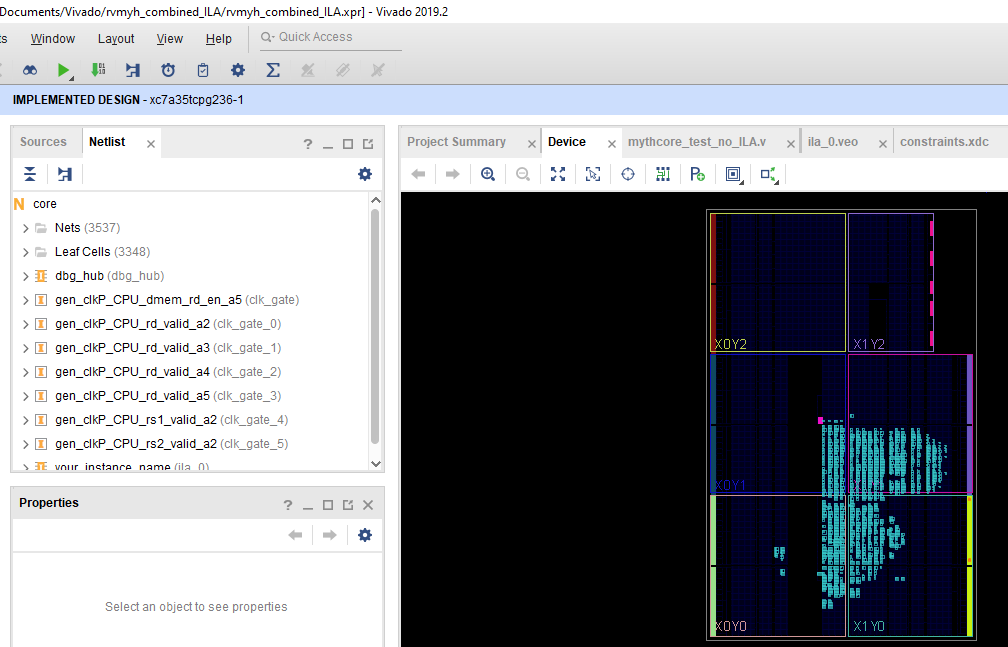 Documents/Vivado/rvmyh_combined_ILA/rvmyh_combined_ILA.xpr] - Vivado 2019.2
ts Window Layout View Help Quick Access
IMPLEMENTED DESIGN - xc7a35tcpg236-1
Sources Netlist
Project Summary Device mythcore_test_no_ILA.v ila_0.veo constraints.xdc
N core
Nets (3537)
Leaf Cells (3348)
dbg_hub (dbg_hub)
gen_clkP_CPU_dmem_rd_en_a5 (clk_gate)
gen_clkP_CPU_rd_valid_a2 (clk_gate_0)
gen_clkP_CPU_rd_valid_a3 (clk_gate_1)
gen_clkP_CPU_rd_valid_a4 (clk_gate_2)
gen_clkP_CPU_rd_valid_a5 (clk_gate_3)
gen_clkP_CPU_rs1_valid_a2 (clk_gate_4)
gen_clkP_CPU_rs2_valid_a2 (clk_gate_5)
your_instance_name (ila_0)
Properties
Select an object to see properties
X0Y2 X1Y2
X0Y1
X0Y0 X1Y0